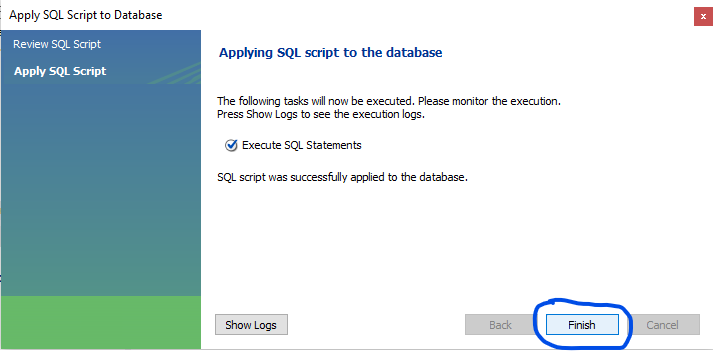 Apply SQL Script to Database
x
Review SQL Script
Apply SQL Script
Applying SQL script to the database
The following tasks will now be executed. Please monitor the execution.
Press Show Logs to see the execution logs.
Execute SQL Statements
SQL script was successfully applied to the database.
Show Logs
Back
Finish
Cancel